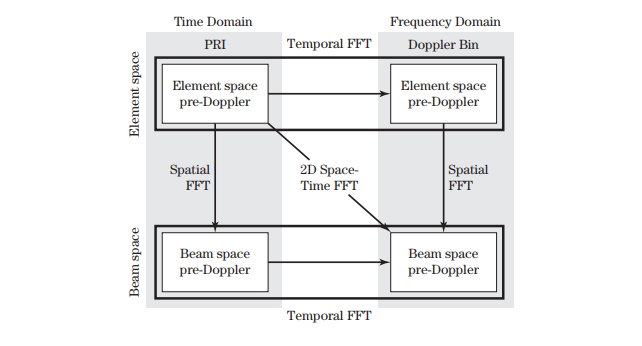 Time Domain
Frequency Domain
PRI
Temporal FFT
Doppler Bin
Element space
Element space
pre-Doppler
Element space
pre-Doppler
Spatial
FFT
2D Space-
Time FFT
Spatial
FFT
Beam space
Beam space
pre-Doppler
Beam space
pre-Doppler
Temporal FFT